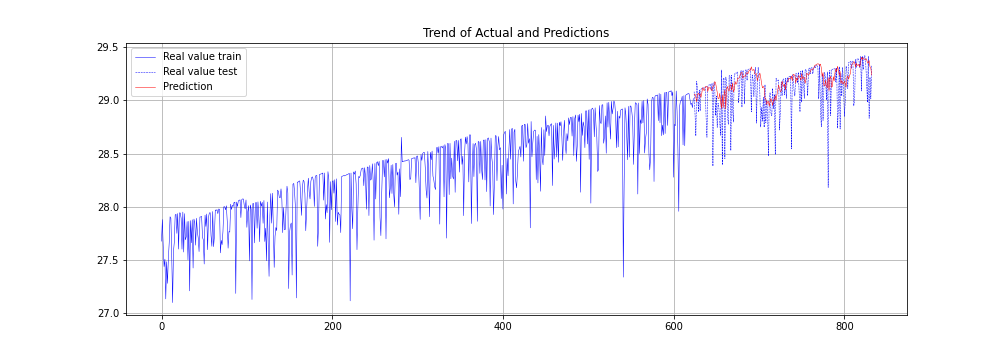 Trend of Actual and Predictions
29.5
29.0
28.5
28.0
27.5
27.0
Real value train
Real value test
Prediction
0 200 400 600 800